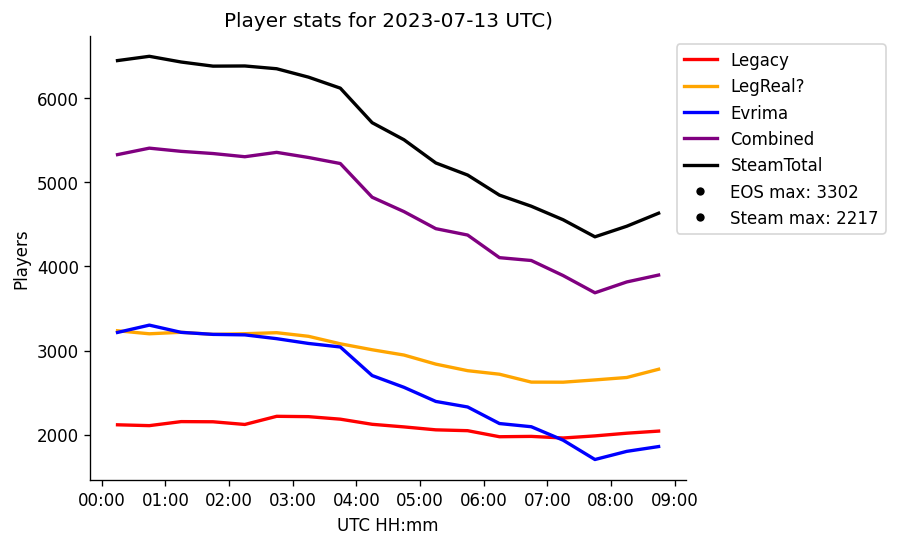 Player stats for 2023-07-13 UTC)
Legacy
LegReal?
Evrima
Combined
SteamTotal
EOS max: 3302
Steam max: 2217
6000
5000
4000
3000
2000
Players
00:00 01:00 02:00 03:00 04:00 05:00 06:00 07:00 08:00 09:00
UTC HH:mm